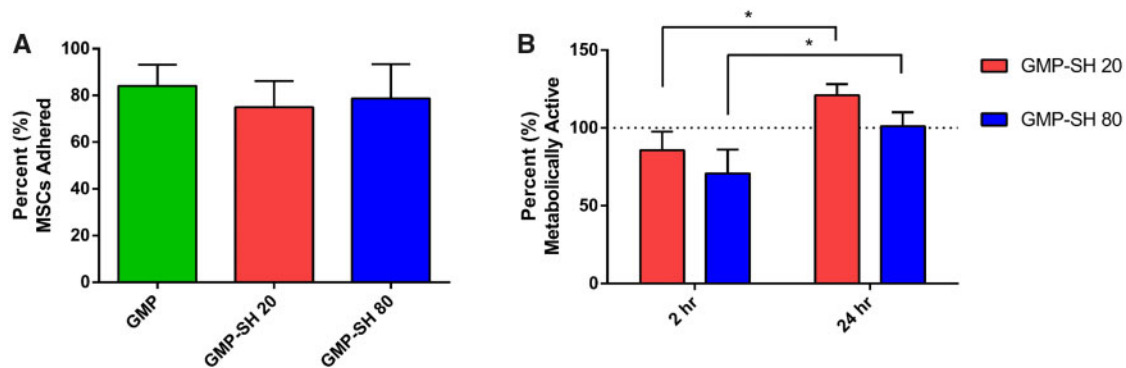 A
Percent (%)
MSCs Adhered
100
80
60
40
20
0
GMP
GMP-SH 20
GMP-SH 80
B
Percent (%)
Metabolically Active
150
100
50
0
*
*
2 hr
24 hr
GMP-SH 20
GMP-SH 80